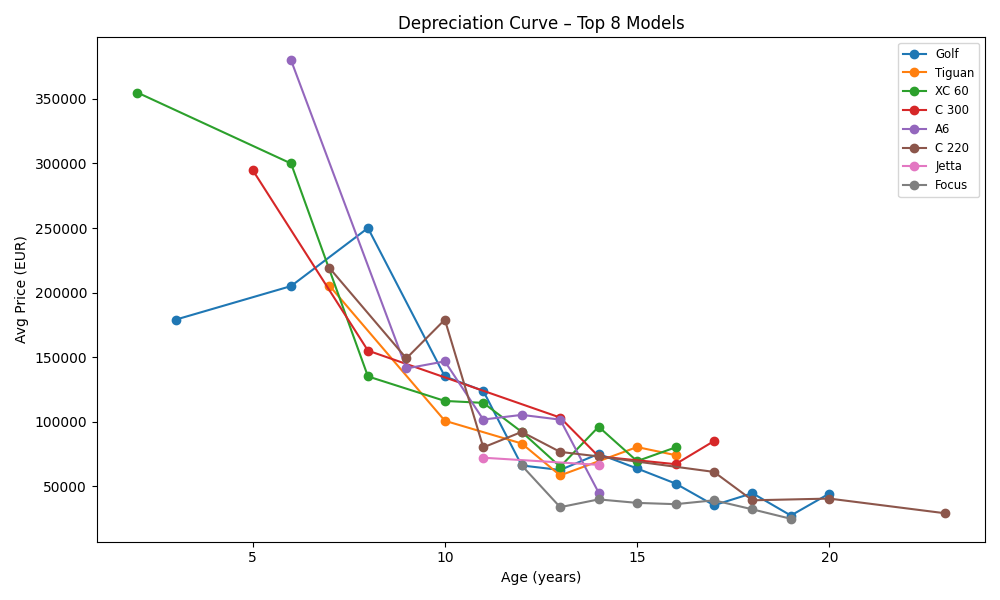 Depreciation Curve – Top 8 Models
Avg Price (EUR)
350000
300000
250000
200000
150000
100000
50000
Golf
Tiguan
XC 60
C 300
A6
C 220
Jetta
Focus
5 10 15 20
Age (years)